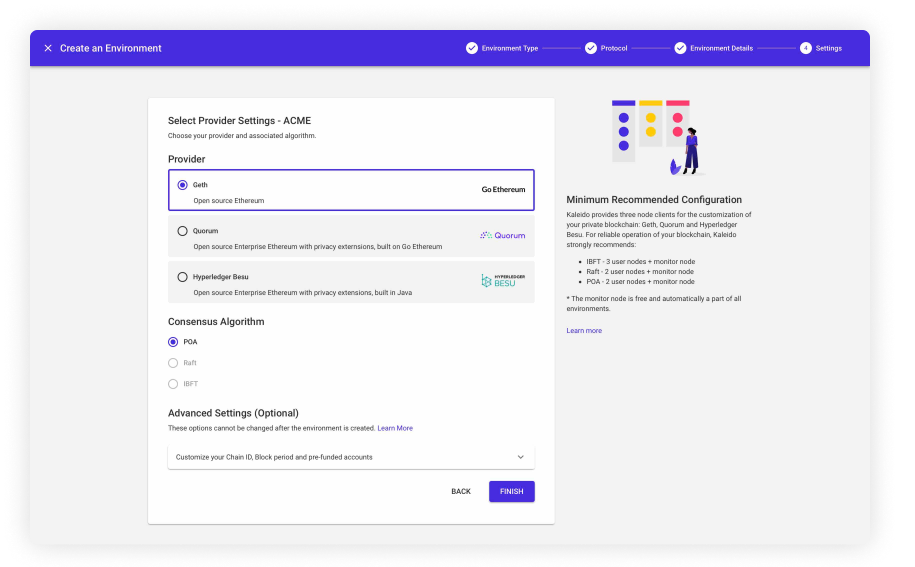 Create an Environment
Environment Type
Protocol
Environment Details
4 Settings
Select Provider Settings - ACME
Choose your provider and associated algorithm.
Provider
Geth
Open source Ethereum
Go Ethereum
Quorum
Open source Enterprise Ethereum with privacy externsions, built on Go Ethereum
Quorum
Hyperledger Besu
Open source Enterprise Ethereum with privacy extensions, built in Java
HYPERLEDGER
BESU
Consensus Algorithm
POA
Raft
IBFT
Advanced Settings (Optional)
These options cannot be changed after the environment is created. Learn More
Customize your Chain ID, Block period and pre-funded accounts
BACK
FINISH
Minimum Recommended Configuration
Kaleido provides three node clients for the customization of
your private blockchain: Geth, Quorum and Hyperledger
Besu. For reliable operation of your blockchain, Kaleido
strongly recommends:
• IBFT - 3 user nodes + monitor node
• Raft - 2 user nodes + monitor node
• POA - 2 user nodes + monitor node
* The monitor node is free and automatically a part of all
environments.
Learn more